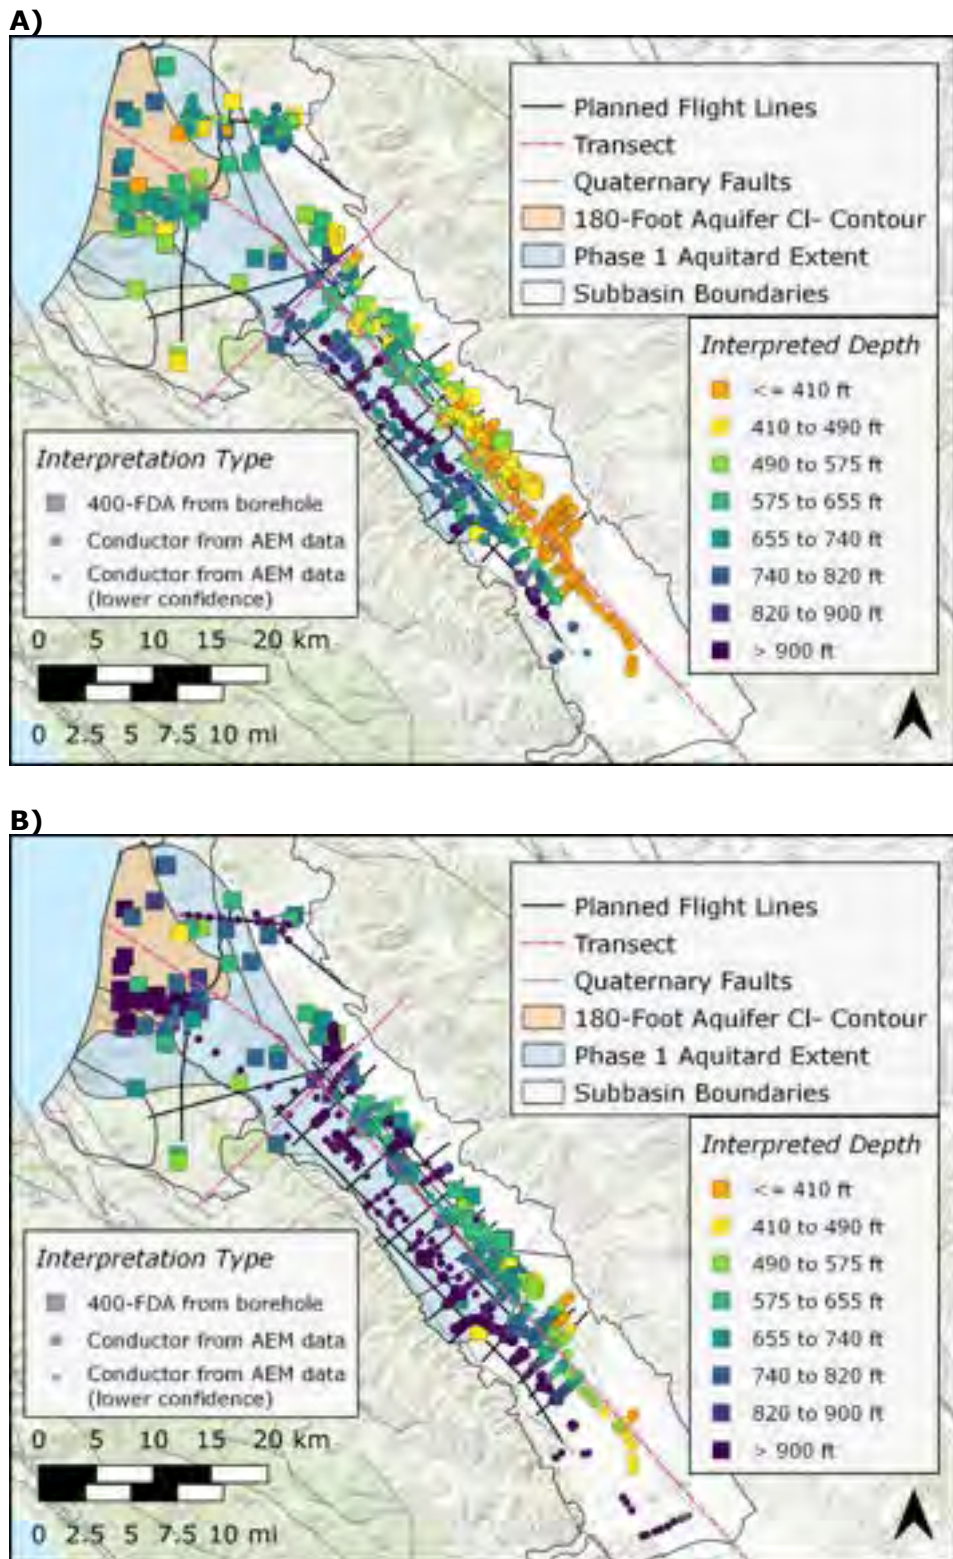 A)
Planned Flight Lines
Transect
Quaternary Faults
180-Foot Aquifer Cl- Contour
Phase 1 Aquitard Extent
Subbasin Boundaries
Interpreted Depth
<= 410 ft
410 to 490 ft
490 to 575 ft
575 to 655 ft
655 to 740 ft
740 to 820 ft
820 to 900 ft
> 900 ft
Interpretation Type
400-FDA from borehole
Conductor from AEM data
Conductor from AEM data
(lower confidence)
0 5 10 15 20 km
0 2.5 5 7.5 10 mi
B)
Planned Flight Lines
Transect
Quaternary Faults
180-Foot Aquifer Cl- Contour
Phase 1 Aquitard Extent
Subbasin Boundaries
Interpreted Depth
<= 410 ft
410 to 490 ft
490 to 575 ft
575 to 655 ft
655 to 740 ft
740 to 820 ft
820 to 900 ft
> 900 ft
Interpretation Type
400-FDA from borehole
Conductor from AEM data
Conductor from AEM data
(lower confidence)
0 5 10 15 20 km
0 2.5 5 7.5 10 mi